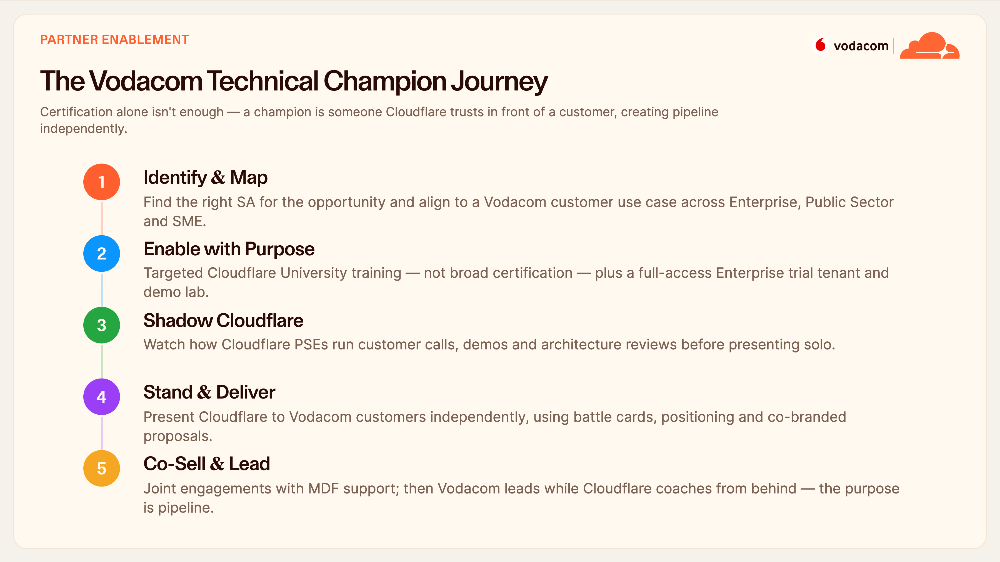 PARTNER ENABLEMENT
vodacom
The Vodacom Technical Champion Journey
Certification alone isn't enough — a champion is someone Cloudflare trusts in front of a customer, creating pipeline
independently.
1
Identify & Map
Find the right SA for the opportunity and align to a Vodacom customer use case across Enterprise, Public Sector
and SME.
2
Enable with Purpose
Targeted Cloudflare University training — not broad certification — plus a full-access Enterprise trial tenant and
demo lab.
3
Shadow Cloudflare
Watch how Cloudflare PSEs run customer calls, demos and architecture reviews before presenting solo.
4
Stand & Deliver
Present Cloudflare to Vodacom customers independently, using battle cards, positioning and co-branded
proposals.
5
Co-Sell & Lead
Joint engagements with MDF support; then Vodacom leads while Cloudflare coaches from behind — the purpose
is pipeline.